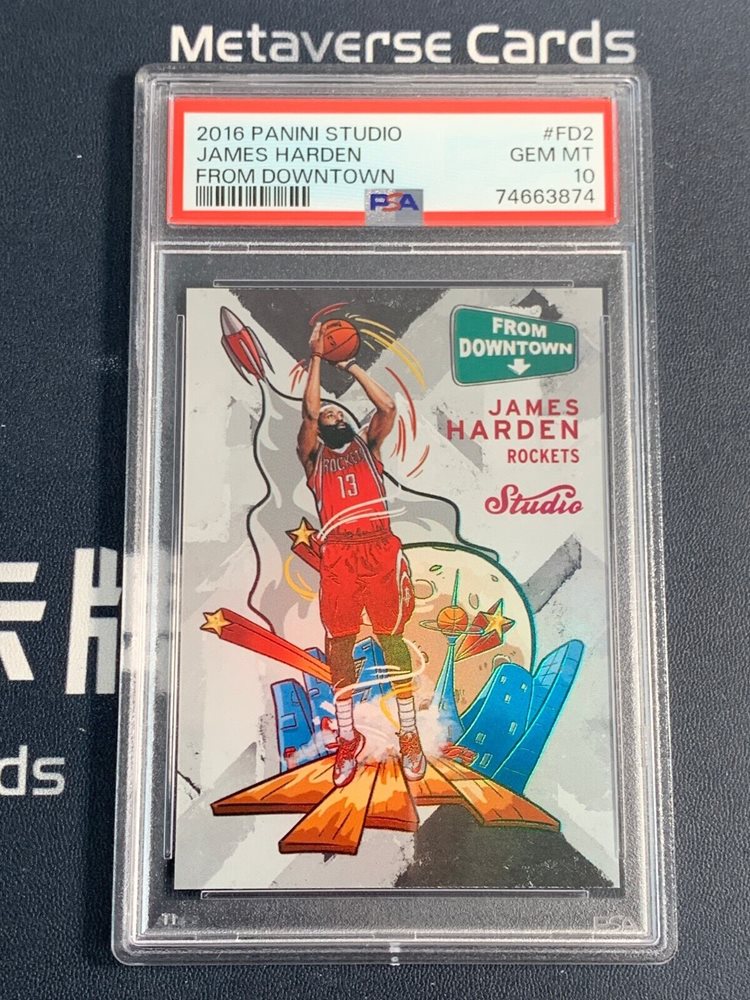 Metaverse Cards
2016 PANINI STUDIO #FD2
JAMES HARDEN GEM MT
FROM DOWNTOWN 10
PSA 74663874
FROM
DOWNTOWN
JAMES
HARDEN
ROCKETS
Studio
ROCKETS
13
ds
PSA